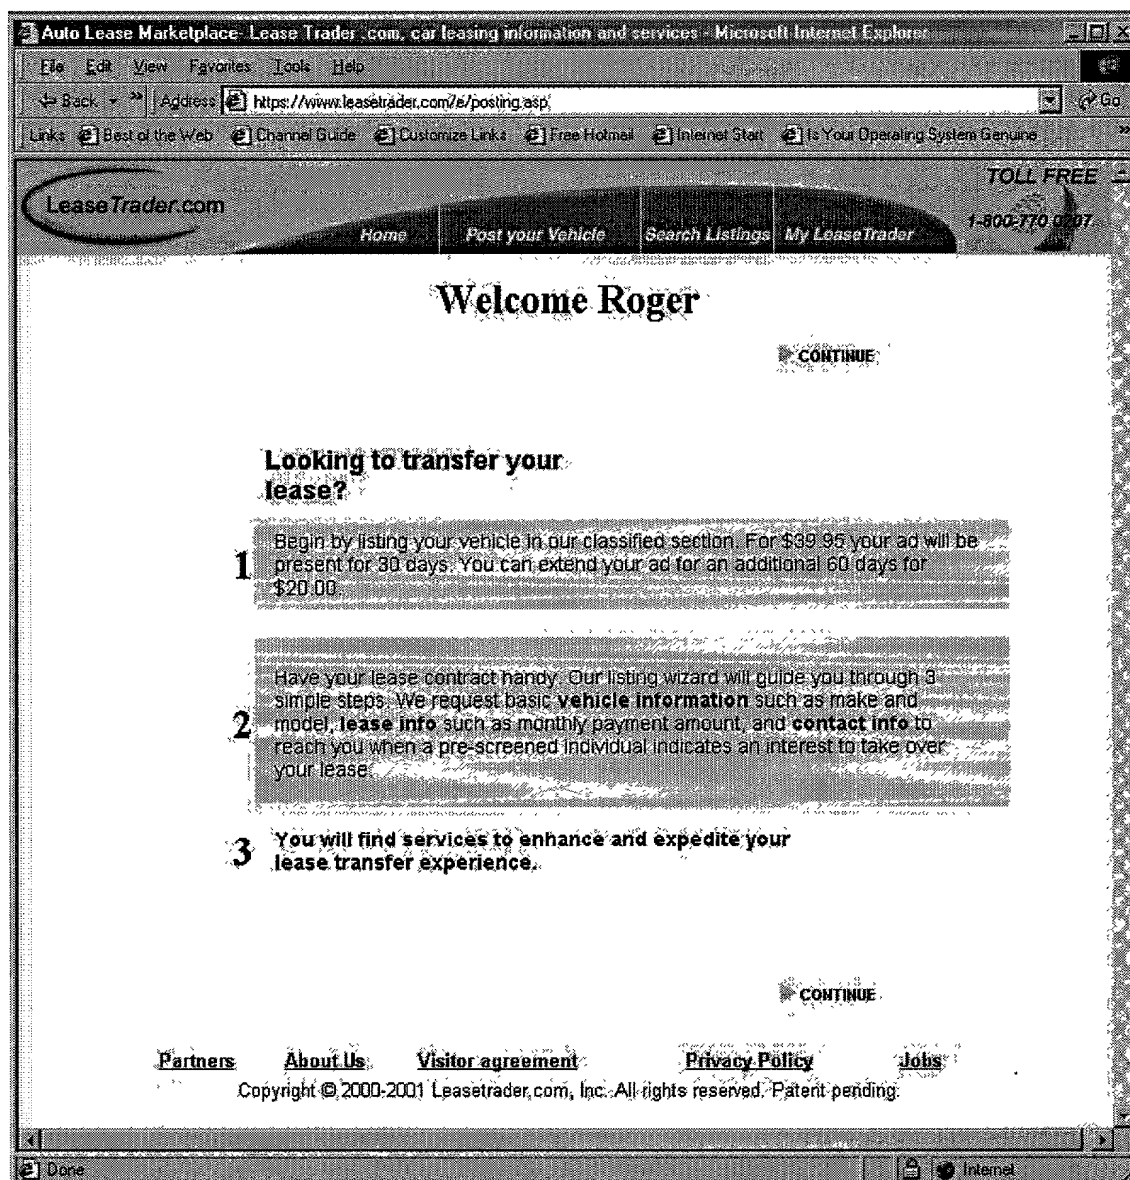 Auto Lease Marketplace- Lease Trader .com, car leasing information and services - Microsoft Internet Explorer
File Edit View Favorites Tools Help
Back » Address https://www.leasetrader.com/e/posting.asp Go
Links Best of the Web Channel Guide Customize Links Free Hotmail Internet Start Is Your Operating System Genuine »
TOLL FREE
LeaseTrader.com
1-800-770
Home Post your Vehicle Search Listings My LeaseTrader
Welcome Roger
CONTINUE
Looking to transfer your
lease?
1
Begin by listing your vehicle in our classified section. For $39.95 your ad will be
present for 30 days. You can extend your ad for an additional 60 days for
$20.00.
2
Have your lease contract handy. Our listing wizard will guide you through 3
simple steps. We request basic vehicle information such as make and
model, lease info such as monthly payment amount, and contact info to
reach you when a pre-screened individual indicates an interest to take over
your lease.
3
You will find services to enhance and expedite your
lease transfer experience.
CONTINUE
Partners About Us Visitor agreement Privacy Policy Jobs
Copyright © 2000-2001 Leasetrader.com, Inc. All rights reserved. Patent pending.
Done Internet